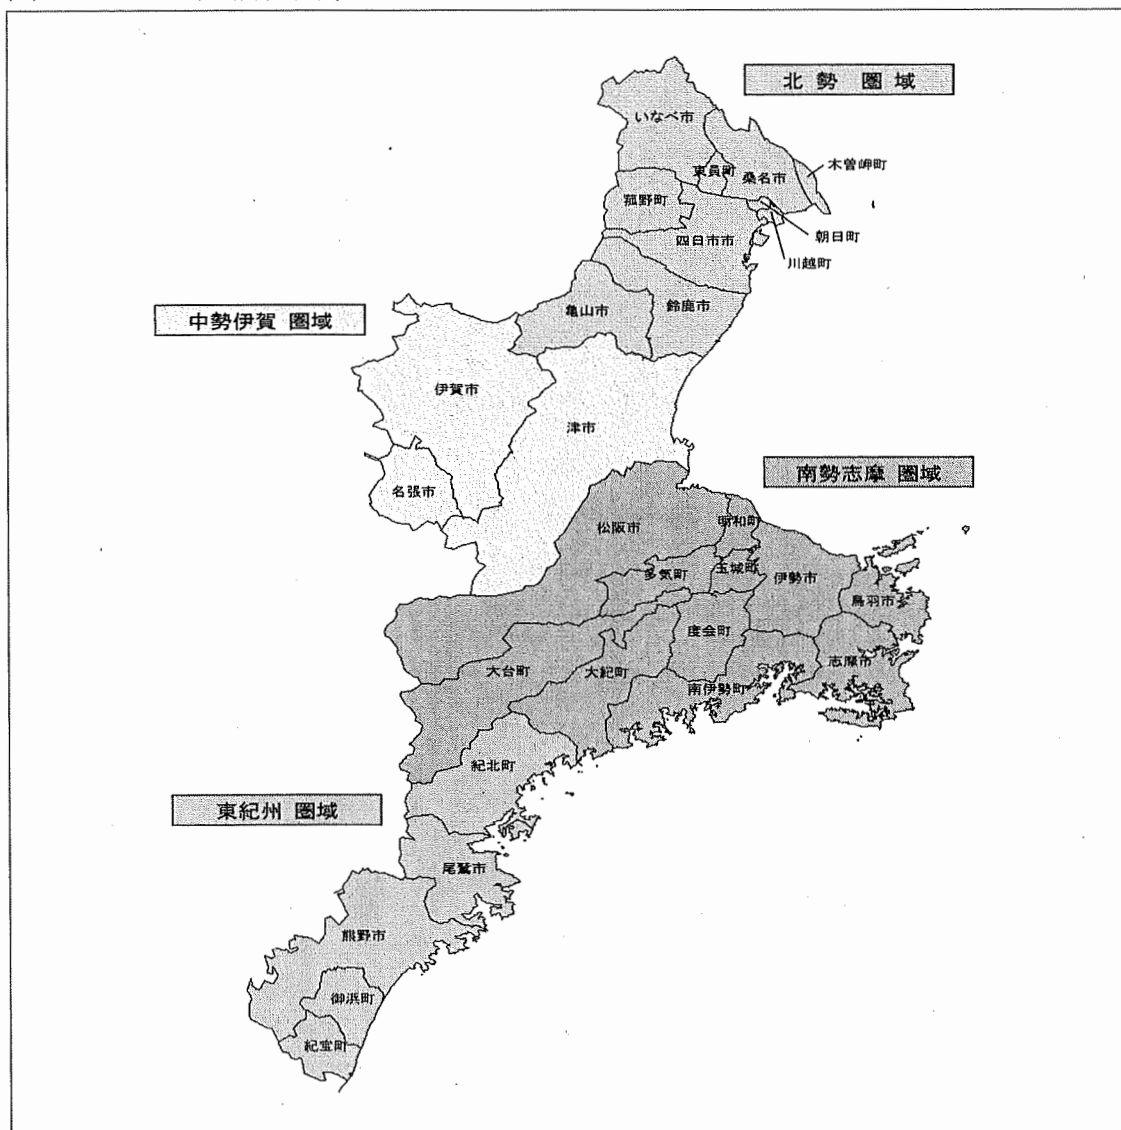 北勢 圏域
いなべ市
東員町
桑名市
木曽岬町
菰野町
四日市市
朝日町
川越町
鈴鹿市
亀山市
中勢伊賀 圏域
伊賀市
津市
名張市
南勢志摩 圏域
松阪市
明和町
多気町
玉城町
伊勢市
鳥羽市
度会町
志摩市
大台町
大紀町
南伊勢町
紀北町
東紀州 圏域
尾鷲市
熊野市
御浜町
紀宝町